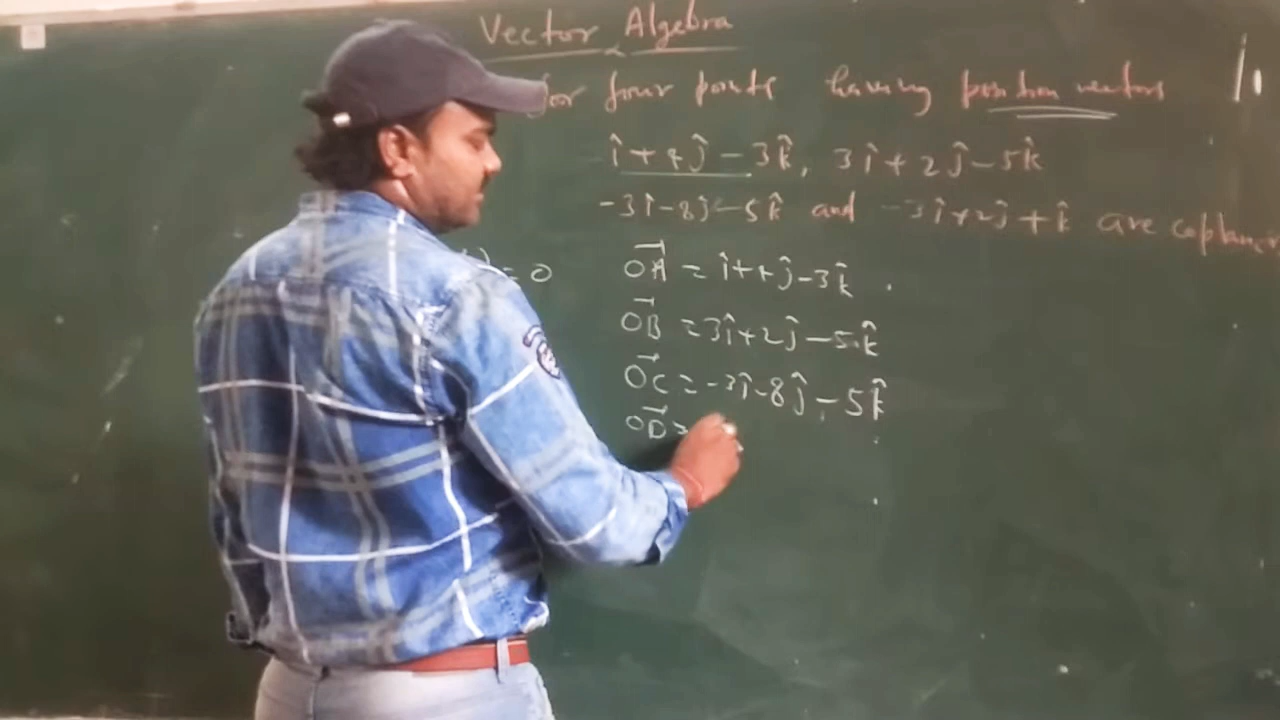 Vector Algebra
for four points having position vectors
î + 4ĵ - 3k̂, 3î + 2ĵ - 5k̂
-3î - 8ĵ - 5k̂ and -3î + 2ĵ + k̂ are coplanar
= 0
OA⃗ = î + 4ĵ - 3k̂
OB⃗ = 3î + 2ĵ - 5k̂
OC⃗ = -3î - 8ĵ - 5k̂
OD⃗ =